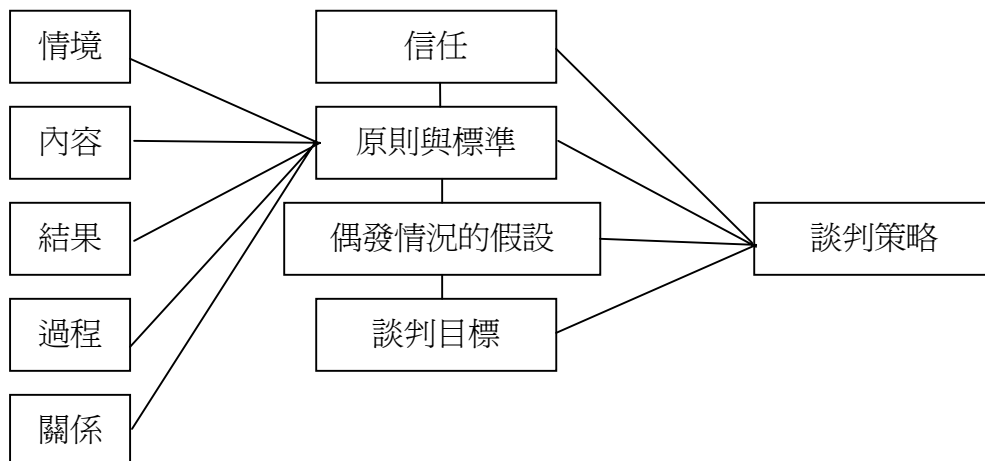 情境
內容
結果
過程
關係
信任
原則與標準
偶發情況的假設
談判目標
談判策略